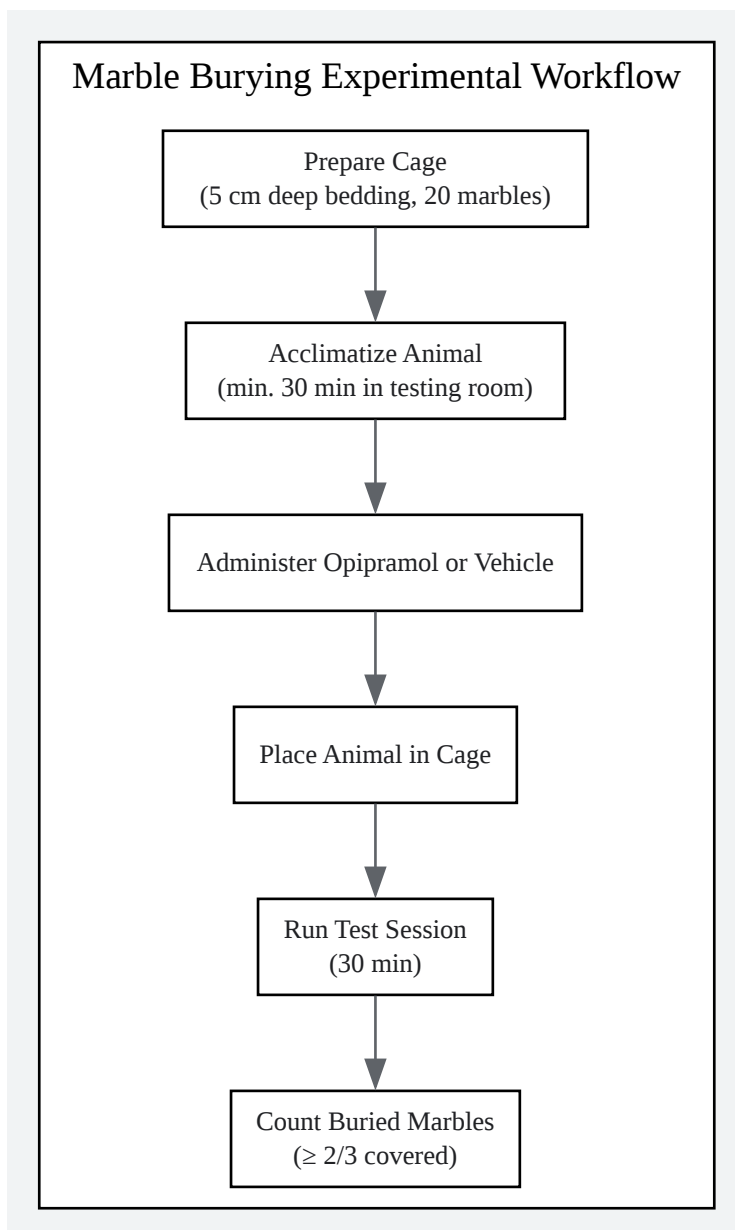 Marble Burying Experimental Workflow
Prepare Cage
(5 cm deep bedding, 20 marbles)
Acclimatize Animal
(min. 30 min in testing room)
Administer Opipramol or Vehicle
Place Animal in Cage
Run Test Session
(30 min)
Count Buried Marbles
(≥ 2/3 covered)